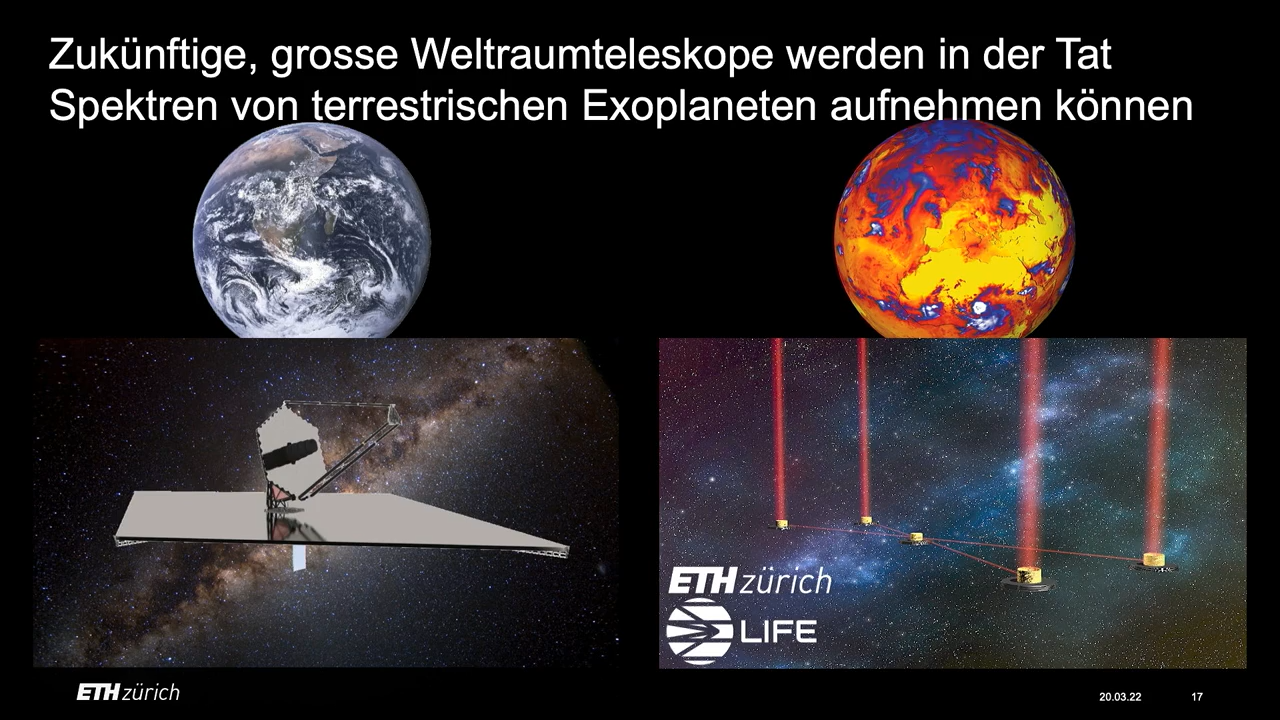 Zukünftige, grosse Weltraumteleskope werden in der Tat
Spektren von terrestrischen Exoplaneten aufnehmen können
ETH zürich
LIFE
ETH zürich
20.03.22
17